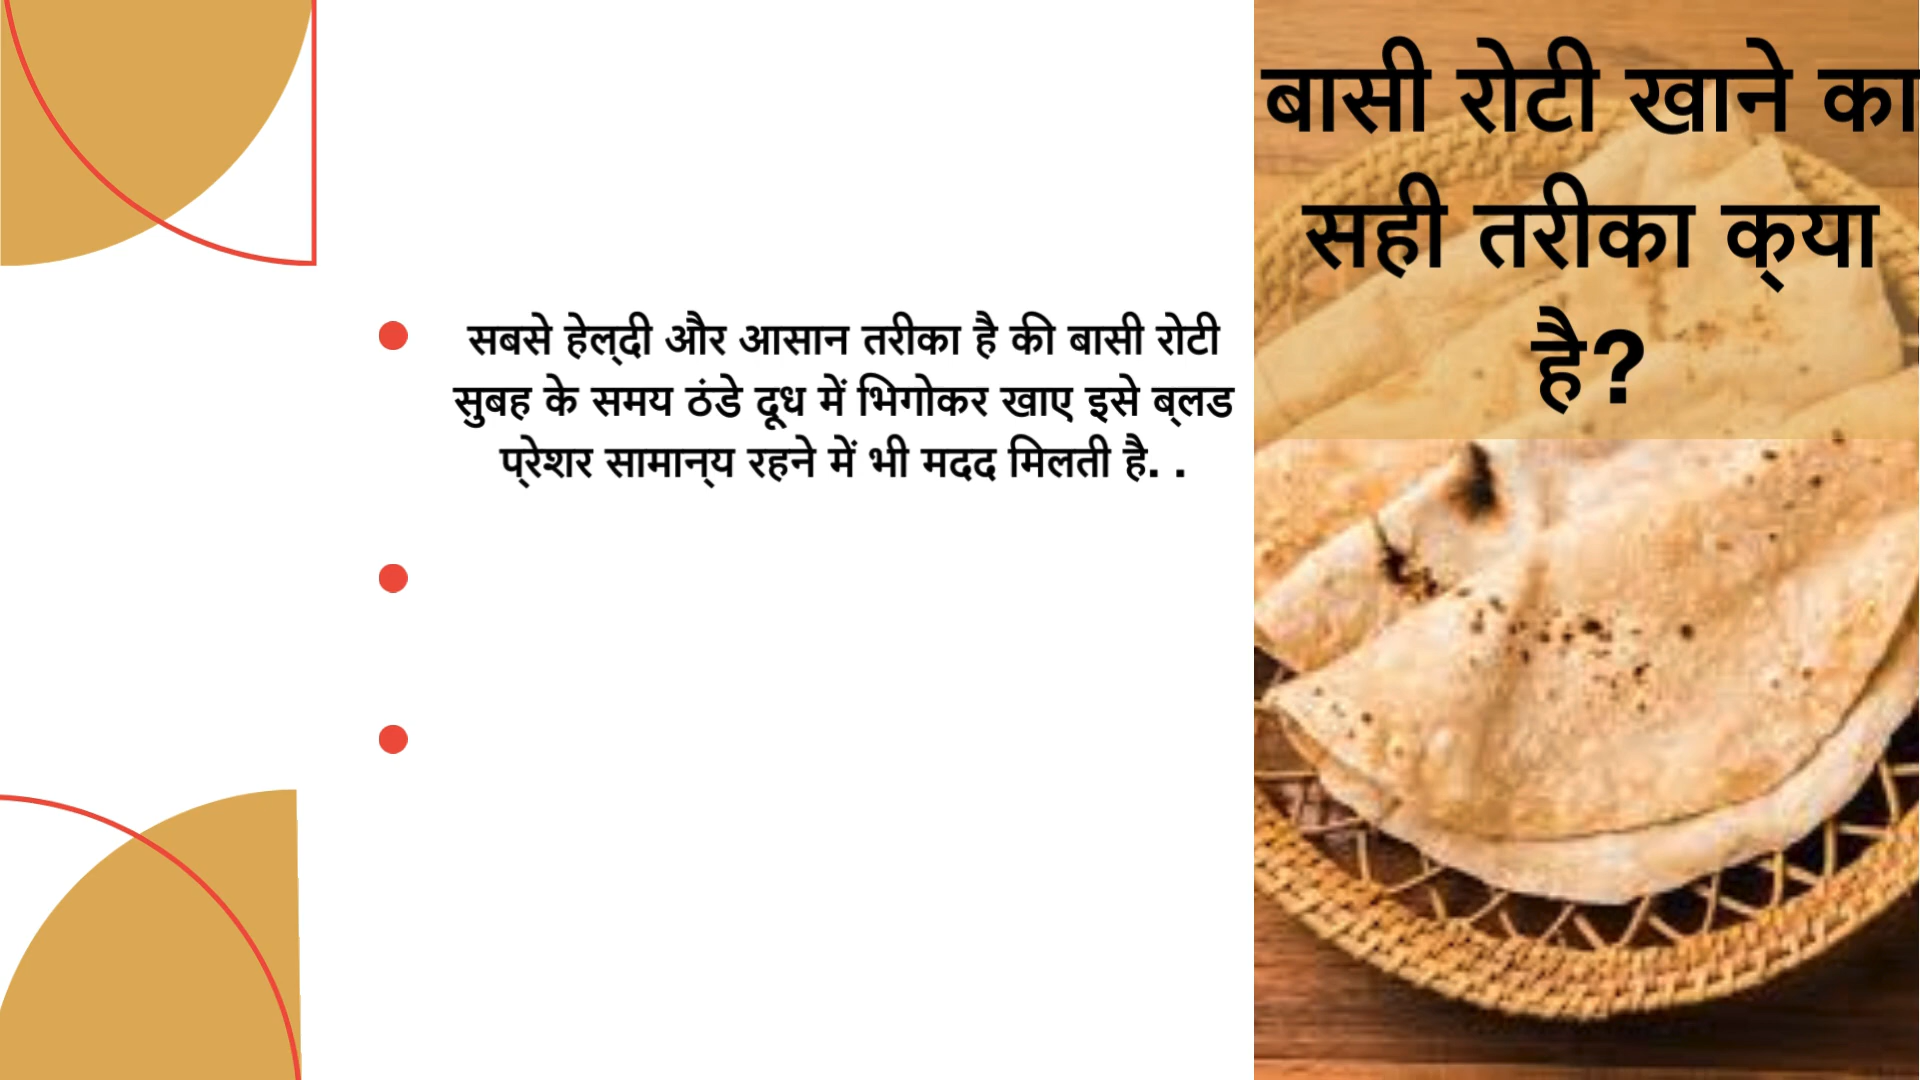 बासी रोटी खाने का
सही तरीका क्या
है?
सबसे हेल्दी और आसान तरीका है की बासी रोटी
सुबह के समय ठंडे दूध में भिगोकर खाए इसे ब्लड
प्रेशर सामान्य रहने में भी मदद मिलती है. .